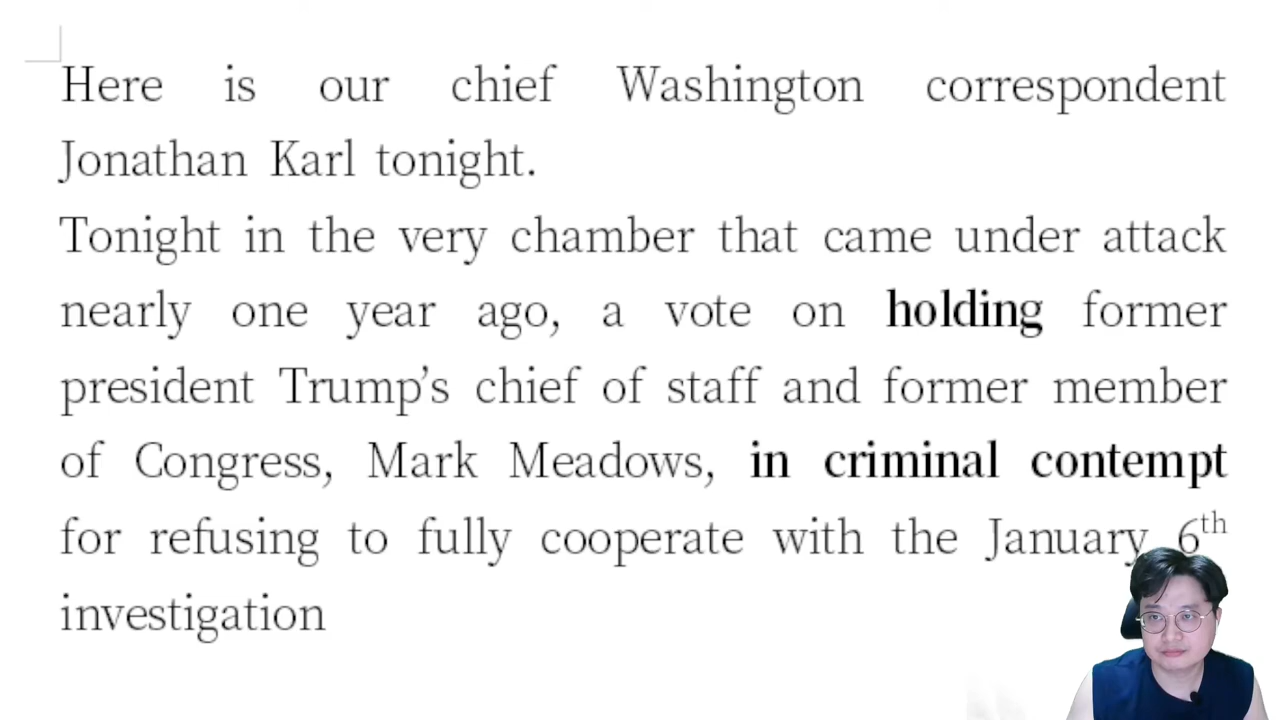 Here is our chief Washington correspondent
Jonathan Karl tonight.
Tonight in the very chamber that came under attack
nearly one year ago, a vote on holding former
president Trump’s chief of staff and former member
of Congress, Mark Meadows, in criminal contempt
for refusing to fully cooperate with the January 6th
investigation